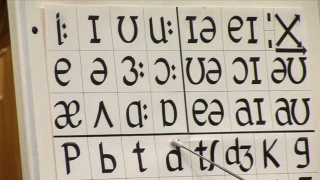 iː ɪ ʊ uː ɪə eɪ X
e ə ɜː ɔː ʊə ɔɪ əʊ
æ ʌ ɑː ɒ eə aɪ aʊ
p b t d tʃ dʒ k g